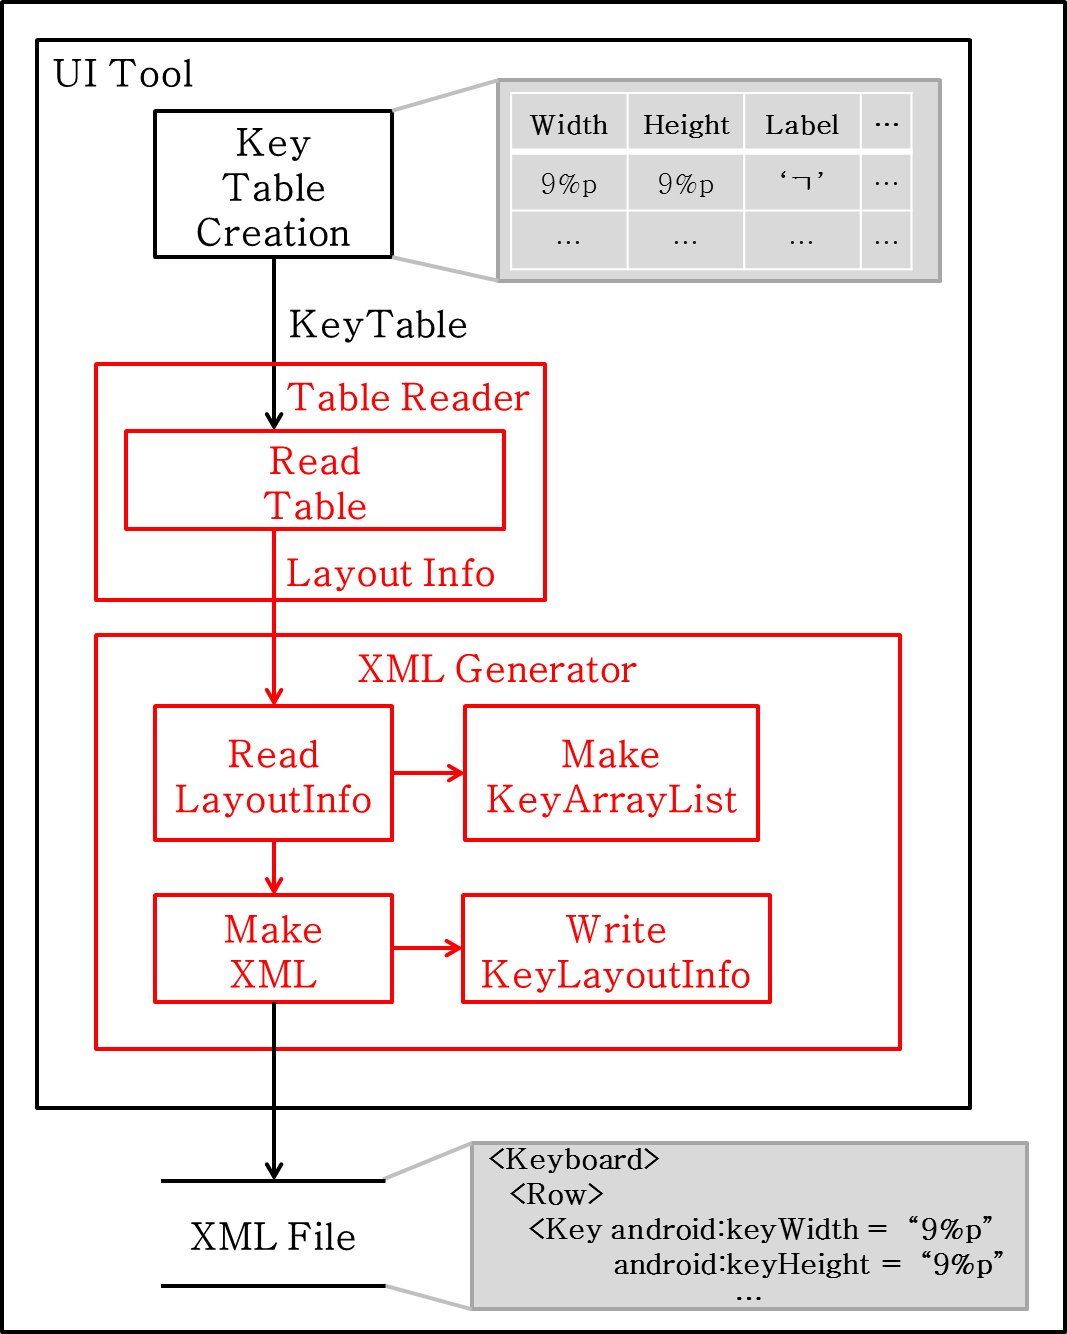 UI Tool
Key
Table
Creation
Width Height Label ...
9%p 9%p ‘ㄱ’ ...
... ... ... ...
KeyTable
Table Reader
Read
Table
Layout Info
XML Generator
Read
LayoutInfo
Make
KeyArrayList
Make
XML
Write
KeyLayoutInfo
XML File
<Keyboard>
<Row>
<Key android:keyWidth = “9%p”
android:keyHeight = “9%p”
...